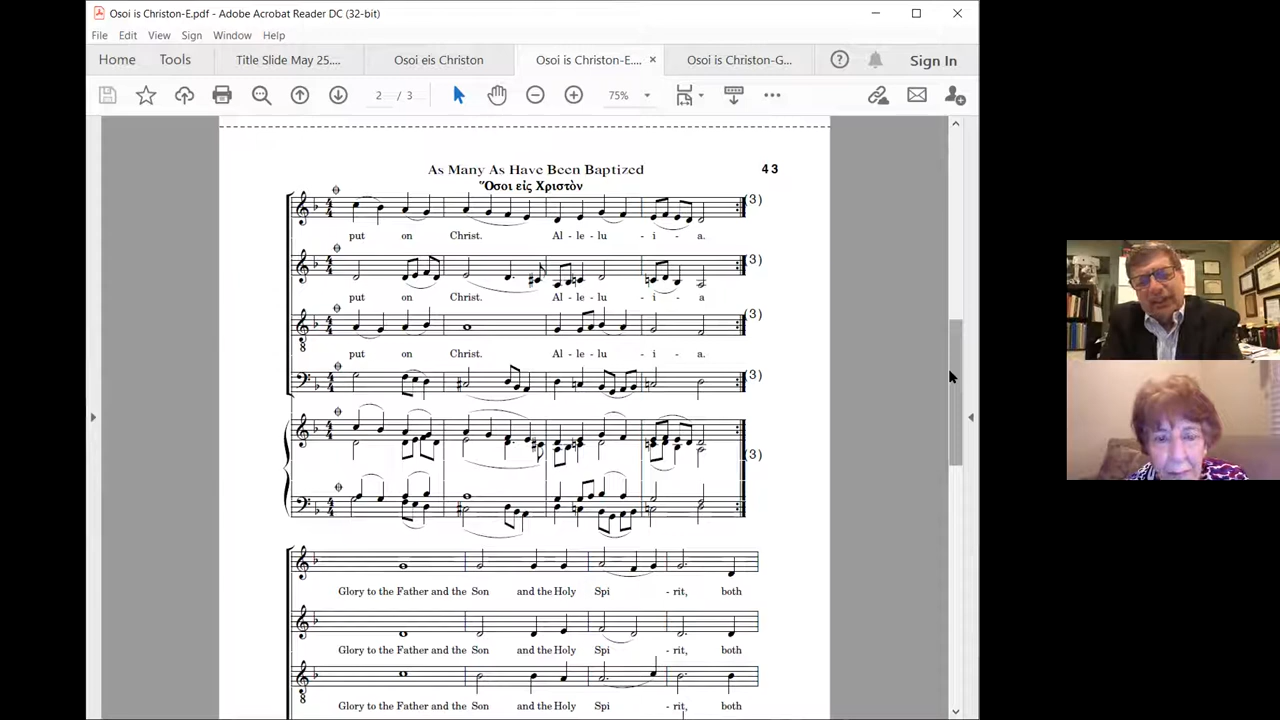 Osoi is Christon-E.pdf - Adobe Acrobat Reader DC (32-bit)
File Edit View Sign Window Help
Home Tools Title Slide May 25.... Osoi eis Christon Osoi is Christon-E.... Osoi is Christon-G... Sign In
2 / 3 75%
As Many As Have Been Baptized 43
Ὅσοι εἰς Χριστὸν
(3)
put on Christ. Al - le - lu - i - a.
(3)
put on Christ. Al - le - lu - i - a
(3)
put on Christ. Al - le - lu - i - a.
(3)
(3)
Glory to the Father and the Son and the Holy Spi - rit, both
Glory to the Father and the Son and the Holy Spi - rit, both
Glory to the Father and the Son and the Holy Spi - rit, both